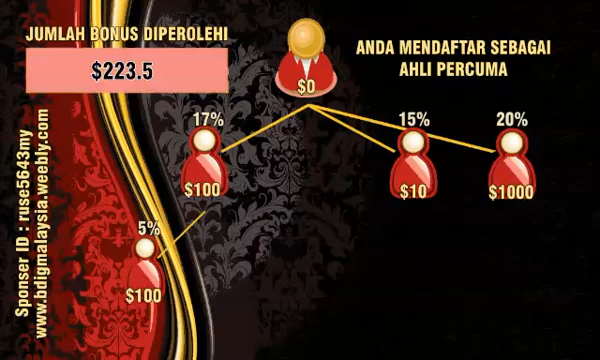 JUMLAH BONUS DIPEROLEHI
$223.5
ANDA MENDAFTAR SEBAGAI
AHLI PERCUMA
$0
17%
15%
20%
$100
$10
$1000
5%
$100
Sponser ID : ruse5643my
www.bdigmalaysia.weebly.com